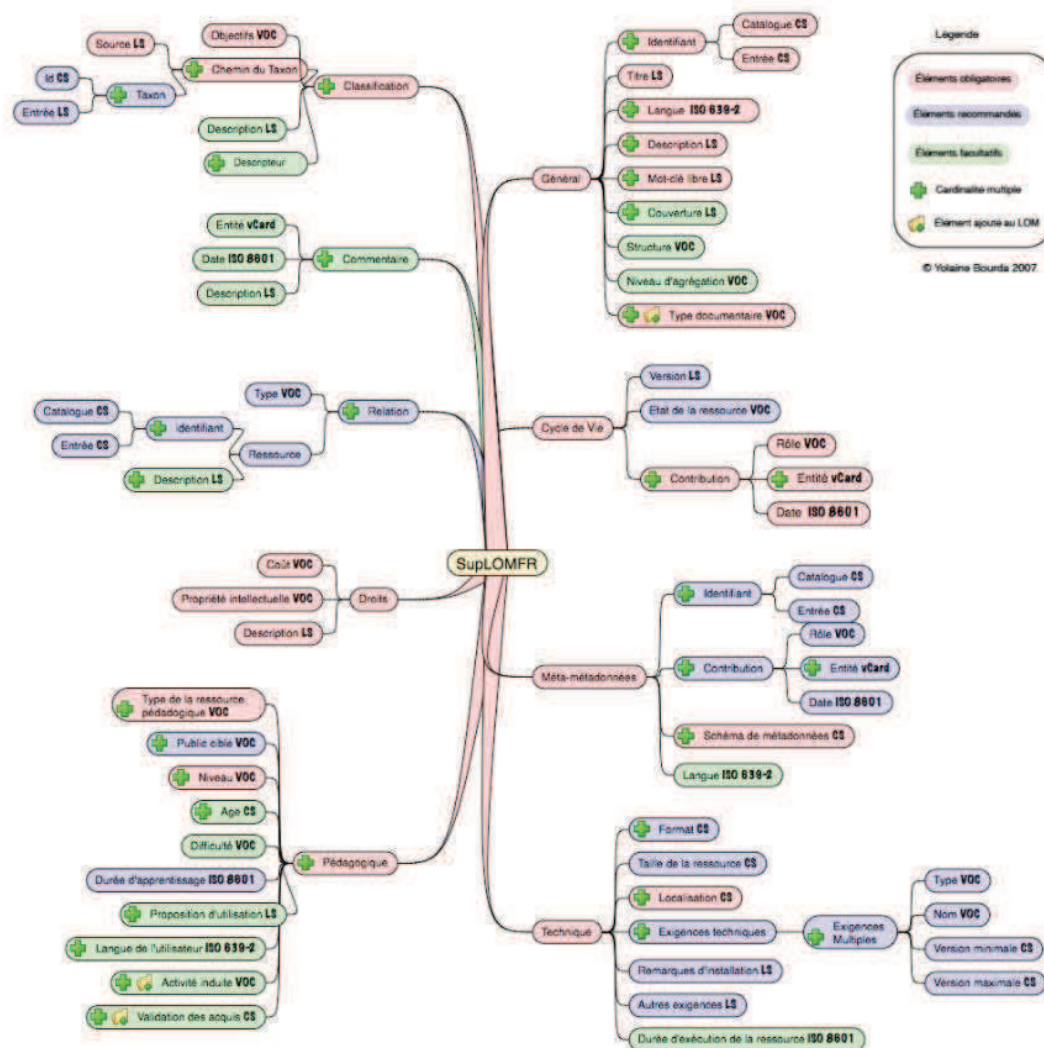 Objectifs VOC
Source LS
Chemin du Taxon
Classification
Id CS
Taxon
Entrée LS
Description LS
Descripteur
Entité vCard
Date ISO 8601
Commentaire
Description LS
Type VOC
Relation
Catalogue CS
Identifiant
Entrée CS
Ressource
Description LS
Coût VOC
Propriété intellectuelle VOC
Droits
Description LS
Type de la ressource
pédagogique VOC
Public cible VOC
Niveau VOC
Age CS
Difficulté VOC
Pédagogique
Durée d'apprentissage ISO 8601
Proposition d'utilisation LS
Langue de l'utilisateur ISO 639-2
Activité induite VOC
Validation des acquis CS
SupLOMFR
Général
Identifiant
Catalogue CS
Entrée CS
Titre LS
Langue ISO 639-2
Description LS
Mot-clé libre LS
Couverture LS
Structure VOC
Niveau d'agrégation VOC
Type documentaire VOC
Cycle de Vie
Version LS
Etat de la ressource VOC
Contribution
Rôle VOC
Entité vCard
Date ISO 8601
Méta-métadonnées
Identifiant
Catalogue CS
Entrée CS
Contribution
Rôle VOC
Entité vCard
Date ISO 8601
Schéma de métadonnées CS
Langue ISO 639-2
Technique
Format CS
Taille de la ressource CS
Localisation CS
Exigences techniques
Exigences
Multiples
Type VOC
Nom VOC
Version minimale CS
Version maximale CS
Remarques d'installation LS
Autres exigences LS
Durée d'exécution de la ressource ISO 8601
Légende
Éléments obligatoires
Éléments recommandés
Éléments facultatifs
Cardinalité multiple
Élément ajouté au LOM
© Yolaine Bourda 2007